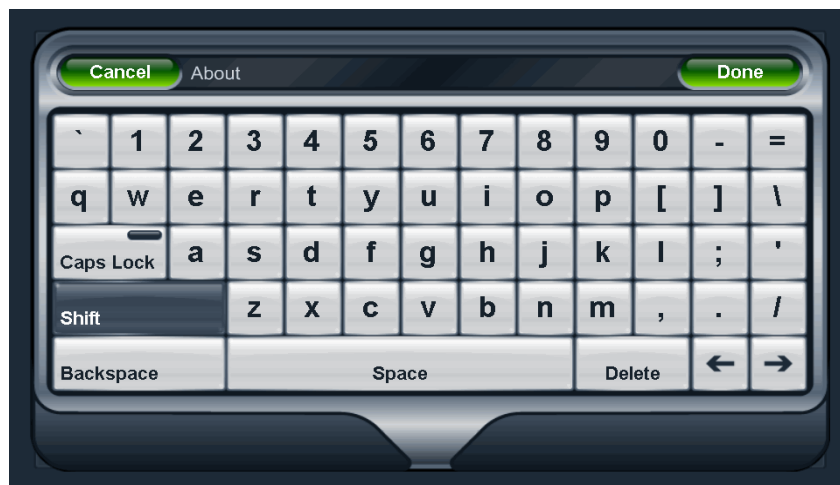 Cancel About Done
` 1 2 3 4 5 6 7 8 9 0 - =
q w e r t y u i o p [ ] \
Caps Lock a s d f g h j k l ; '
Shift z x c v b n m , . /
Backspace Space Delete ← →